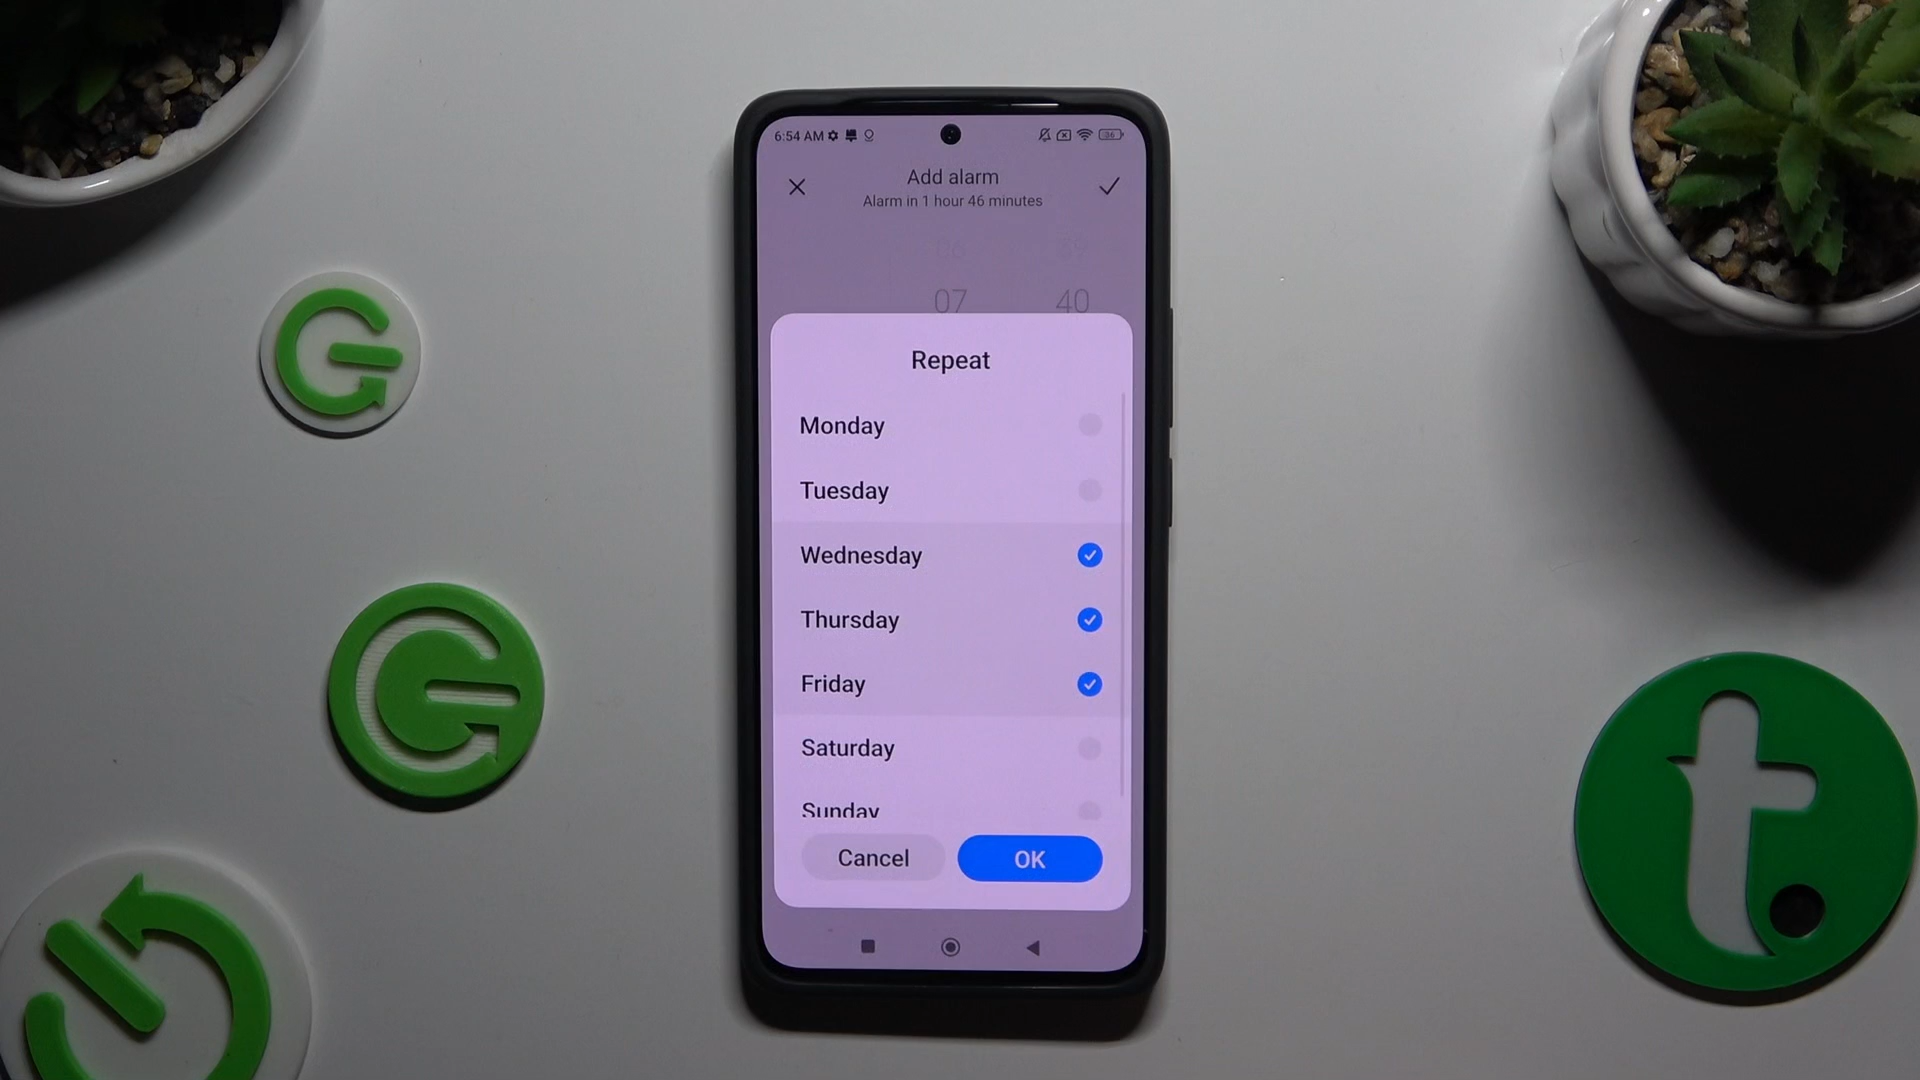 6:54 AM
36
Add alarm
Alarm in 1 hour 46 minutes
07 40
Repeat
Monday
Tuesday
Wednesday
Thursday
Friday
Saturday
Sunday
Cancel OK
t